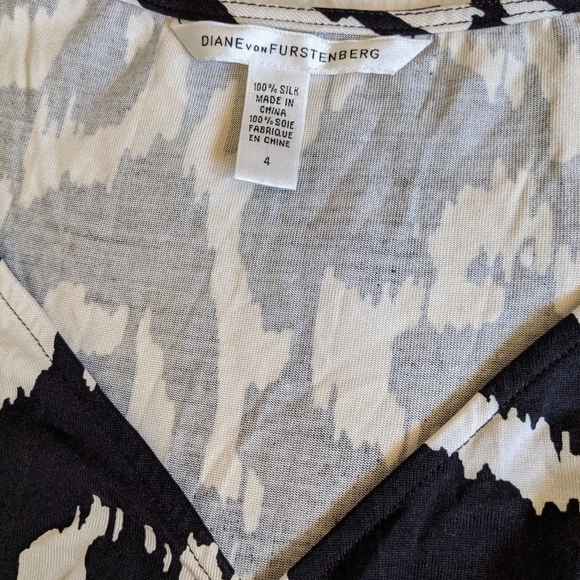 DIANE VON FURSTENBERG
100% SILK
MADE IN
CHINA
100% SOIE
FABRIQUE
EN CHINE
4